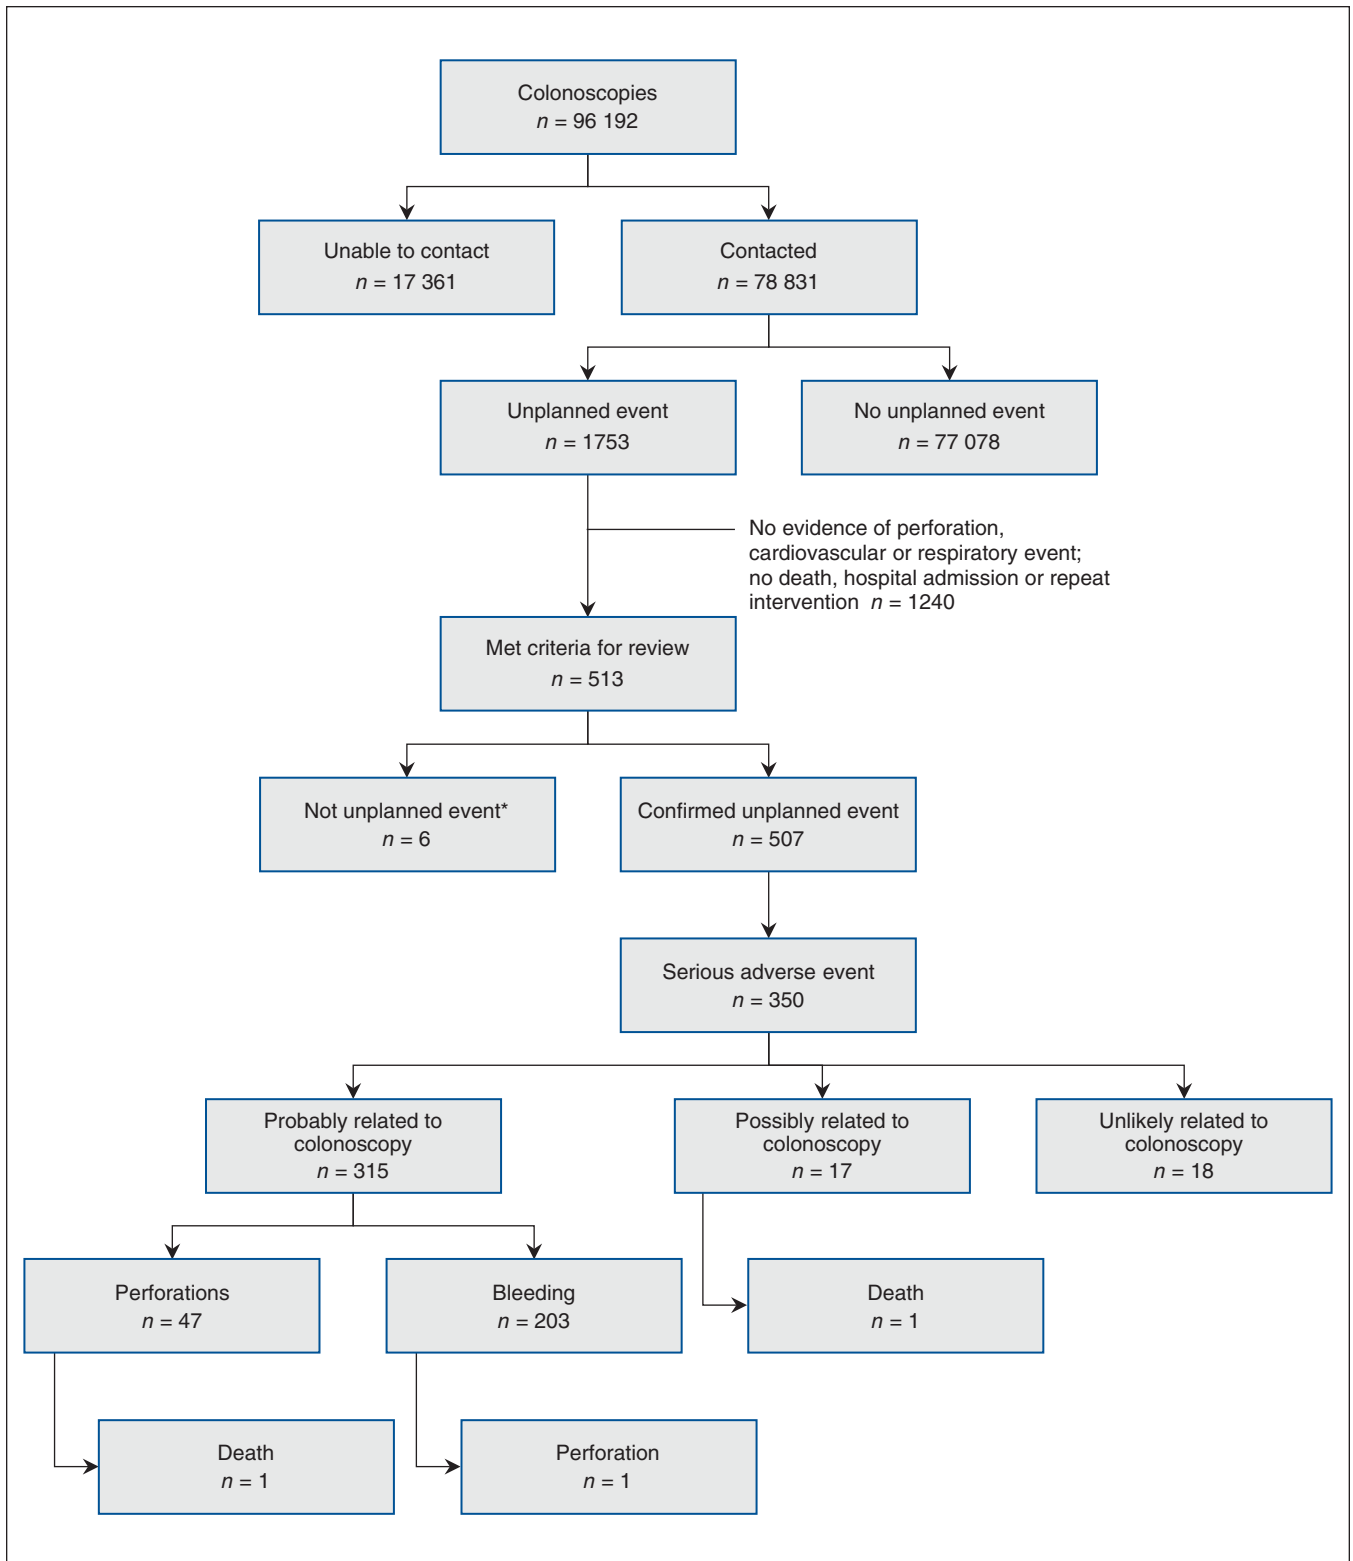 Colonoscopies
n = 96 192
Unable to contact
n = 17 361
Contacted
n = 78 831
Unplanned event
n = 1753
No unplanned event
n = 77 078
No evidence of perforation,
cardiovascular or respiratory event;
no death, hospital admission or repeat
intervention n = 1240
Met criteria for review
n = 513
Not unplanned event*
n = 6
Confirmed unplanned event
n = 507
Serious adverse event
n = 350
Probably related to
colonoscopy
n = 315
Possibly related to
colonoscopy
n = 17
Unlikely related to
colonoscopy
n = 18
Perforations
n = 47
Bleeding
n = 203
Death
n = 1
Death
n = 1
Perforation
n = 1